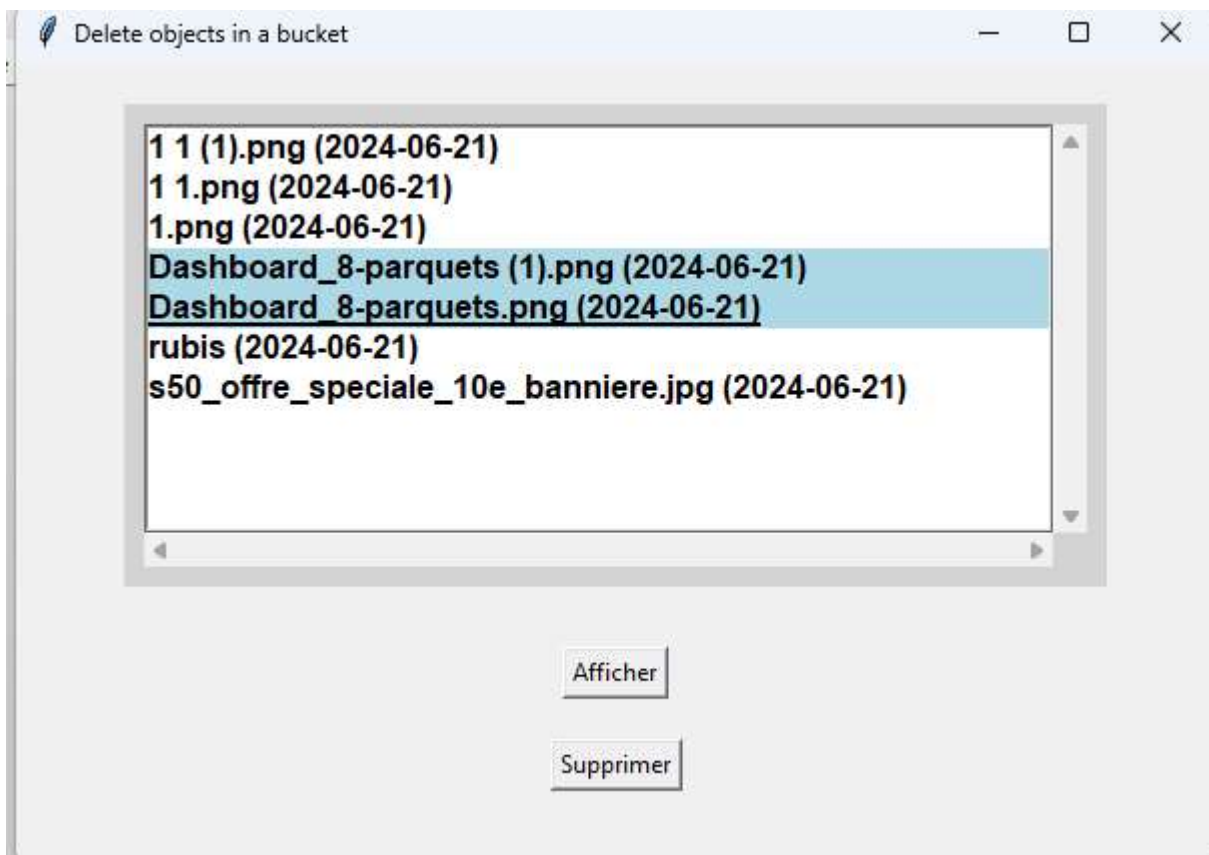 Delete objects in a bucket
1 1 (1).png (2024-06-21)
1 1.png (2024-06-21)
1.png (2024-06-21)
Dashboard_8-parquets (1).png (2024-06-21)
Dashboard_8-parquets.png (2024-06-21)
rubis (2024-06-21)
s50_offre_speciale_10e_banniere.jpg (2024-06-21)
Afficher
Supprimer